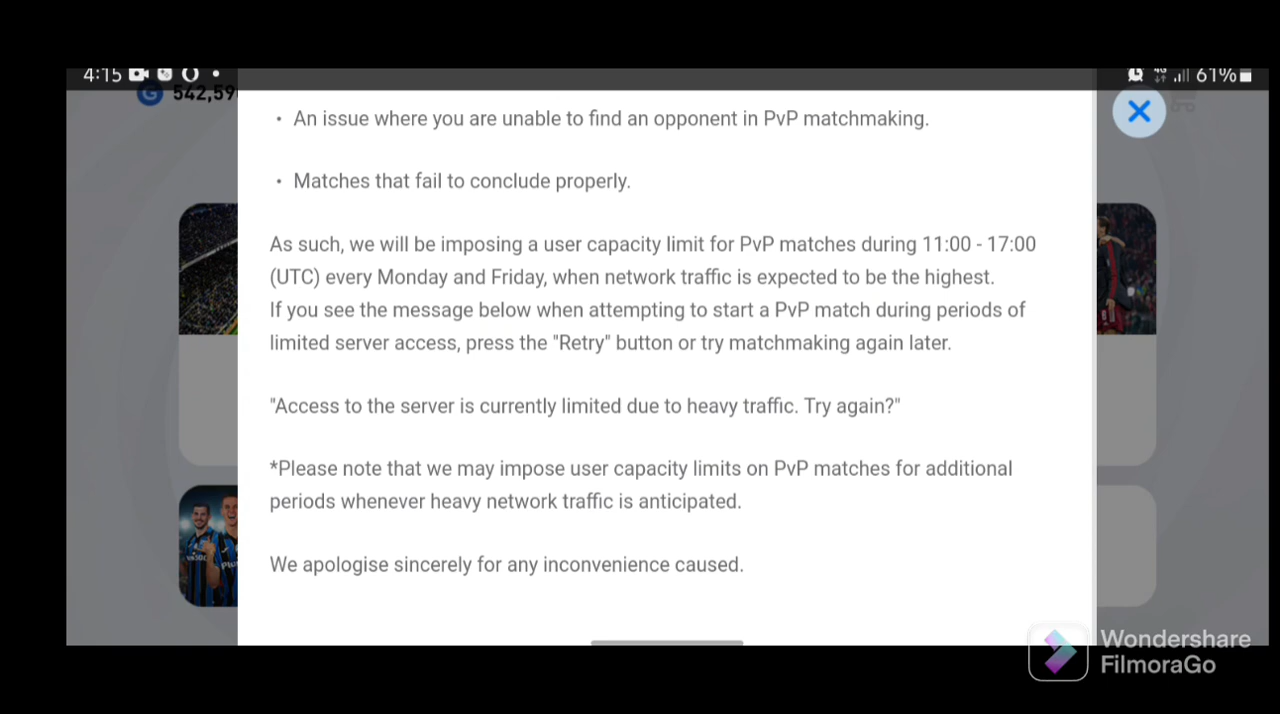 4:15
4G
61%
G 542,59
• An issue where you are unable to find an opponent in PvP matchmaking.
• Matches that fail to conclude properly.
As such, we will be imposing a user capacity limit for PvP matches during 11:00 - 17:00
(UTC) every Monday and Friday, when network traffic is expected to be the highest.
If you see the message below when attempting to start a PvP match during periods of
limited server access, press the "Retry" button or try matchmaking again later.
"Access to the server is currently limited due to heavy traffic. Try again?"
*Please note that we may impose user capacity limits on PvP matches for additional
periods whenever heavy network traffic is anticipated.
We apologise sincerely for any inconvenience caused.
Wondershare
FilmoraGo